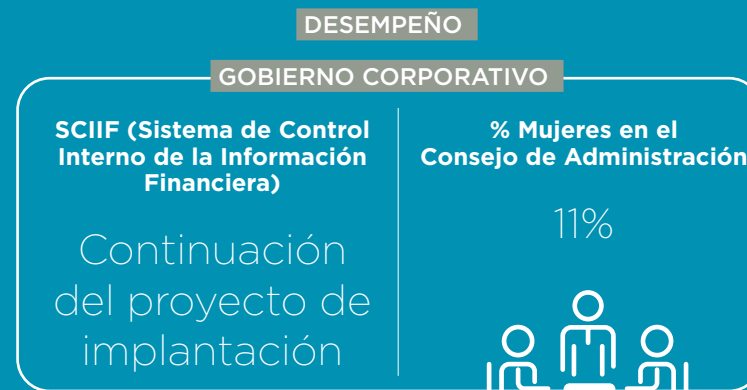 DESEMPEÑO
GOBIERNO CORPORATIVO
SCIIF (Sistema de Control
Interno de la Información
Financiera)
Continuación
del proyecto de
implantación
% Mujeres en el
Consejo de Administración
11%